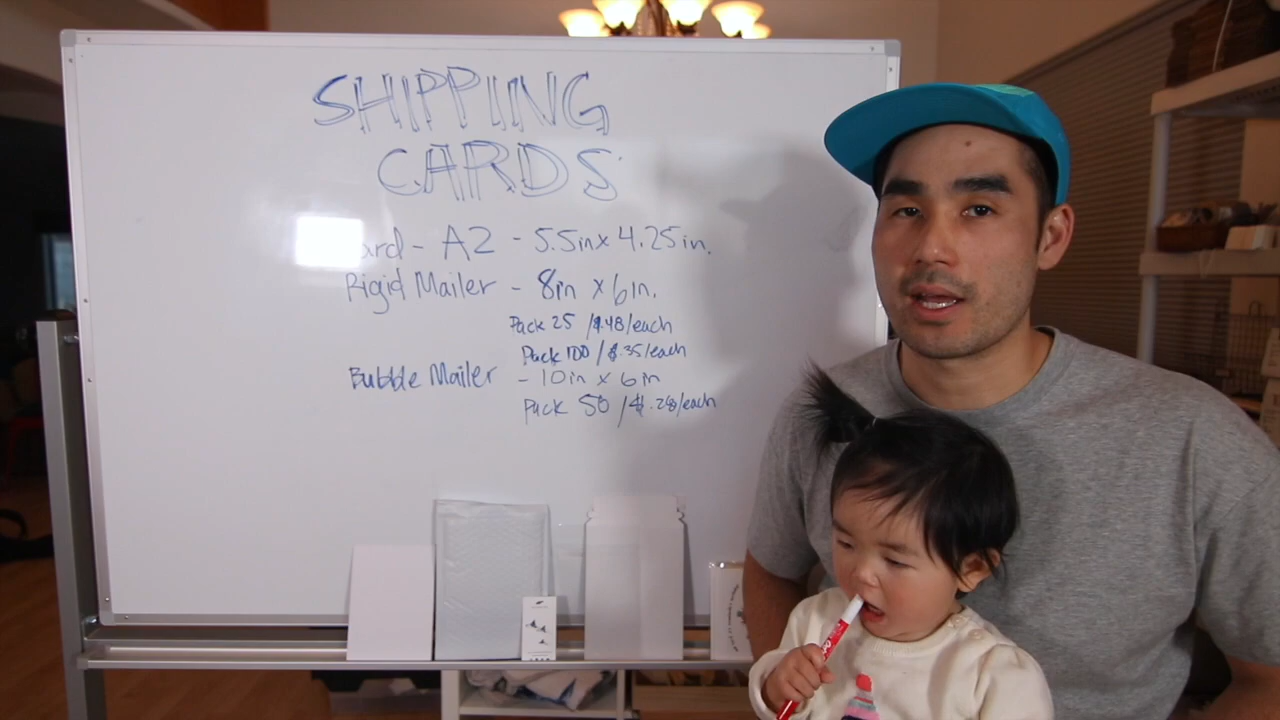 SHIPPING
CARDS
ard - A2 - 5.5in x 4.25in.
Rigid Mailer - 8in x 6in.
Pack 25 / $.48/each
Pack 100 / $.35/each
Bubble Mailer - 10in x 6in
Pack 50 / $.28/each